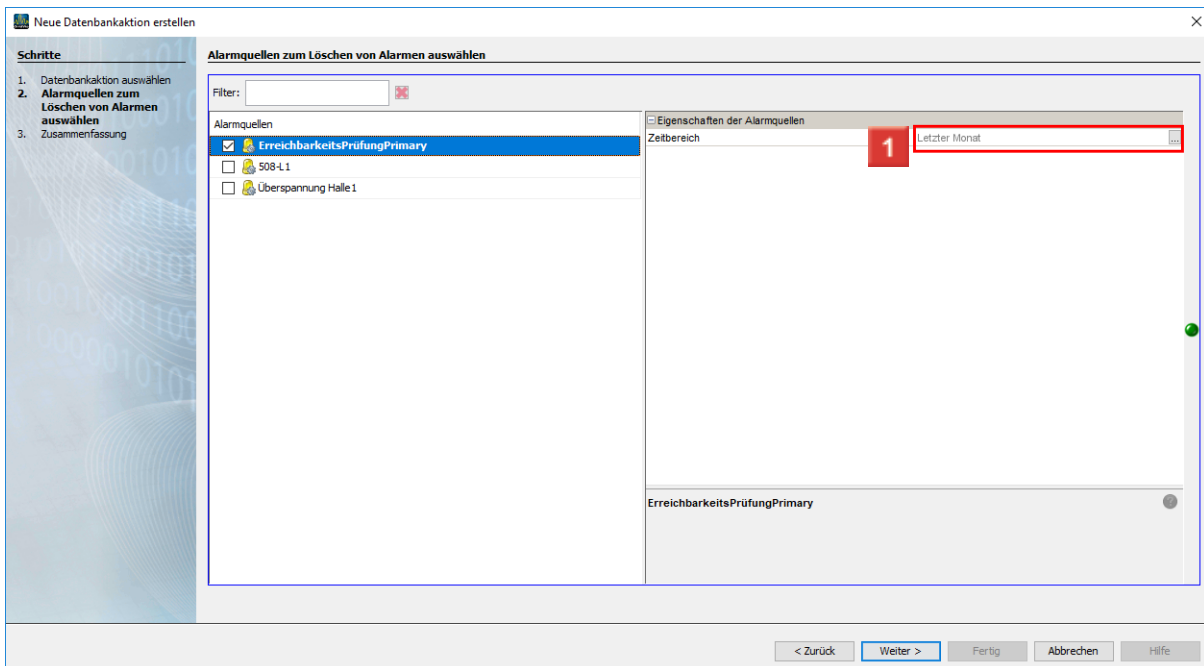 Neue Datenbankaktion erstellen
Schritte
1. Datenbankaktion auswählen
2. Alarmquellen zum
Löschen von Alarmen
auswählen
3. Zusammenfassung
Alarmquellen zum Löschen von Alarmen auswählen
Filter:
Alarmquellen
ErreichbarkeitsPrüfungPrimary
508-L1
Überspannung Halle1
Eigenschaften der Alarmquellen
Zeitbereich
1
Letzter Monat
...
ErreichbarkeitsPrüfungPrimary
< Zurück
Weiter >
Fertig
Abbrechen
Hilfe